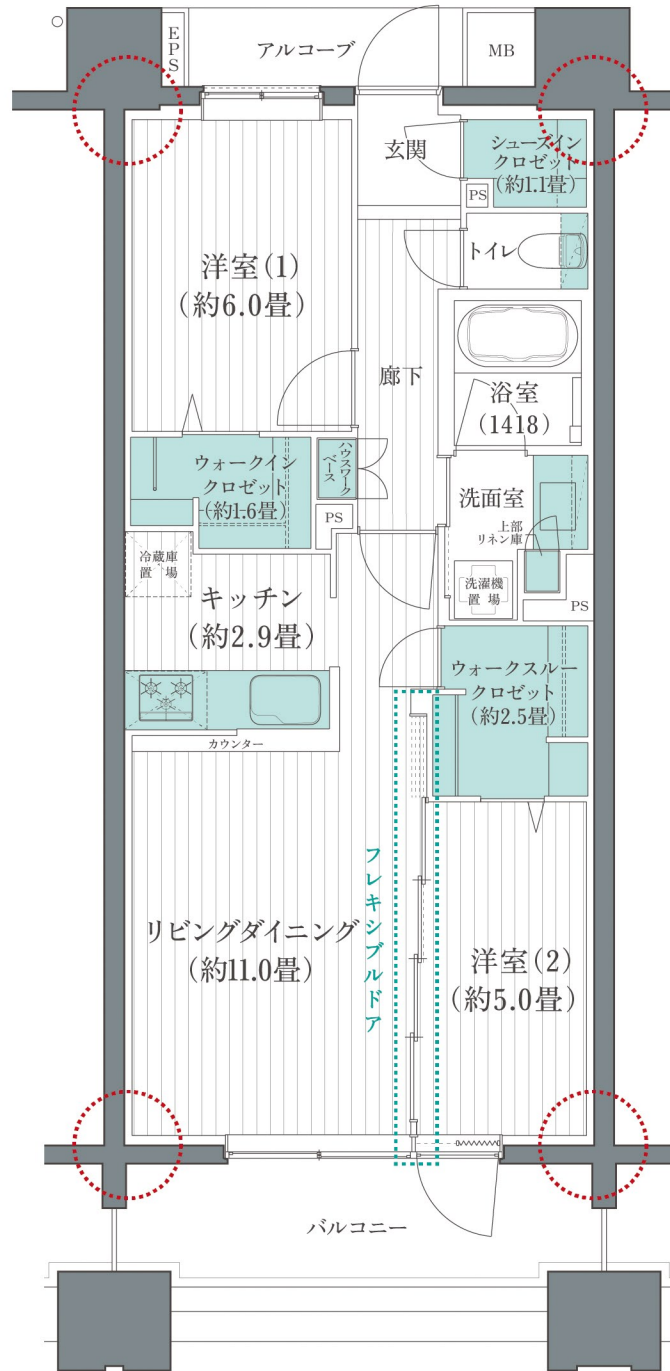 EPS
アルコーブ
MB
玄関
シューズイン
クロゼット
(約1.1畳)
PS
トイレ
洋室(1)
(約6.0畳)
廊下
浴室
(1418)
ウォークイン
クロゼット
(約1.6畳)
ハウスワーク
ベース
PS
洗面室
上部
リネン庫
冷蔵庫
置場
キッチン
(約2.9畳)
洗濯機
置場
PS
ウォークスルー
クロゼット
(約2.5畳)
カウンター
フレキシブルドア
リビングダイニング
(約11.0畳)
洋室(2)
(約5.0畳)
バルコニー